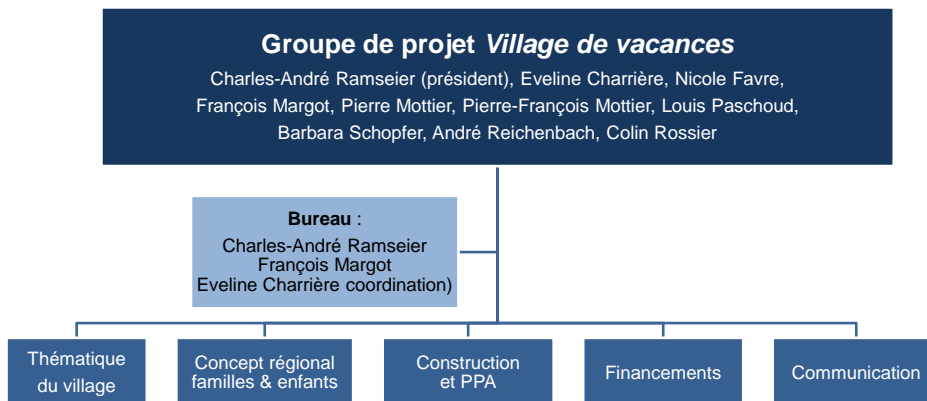 Groupe de projet Village de vacances
Charles-André Ramseier (président), Eveline Charrière, Nicole Favre,
François Margot, Pierre Mottier, Pierre-François Mottier, Louis Paschoud,
Barbara Schopfer, André Reichenbach, Colin Rossier
Bureau :
Charles-André Ramseier
François Margot
Eveline Charrière coordination)
Thématique
du village
Concept régional
familles & enfants
Construction
et PPA
Financements
Communication